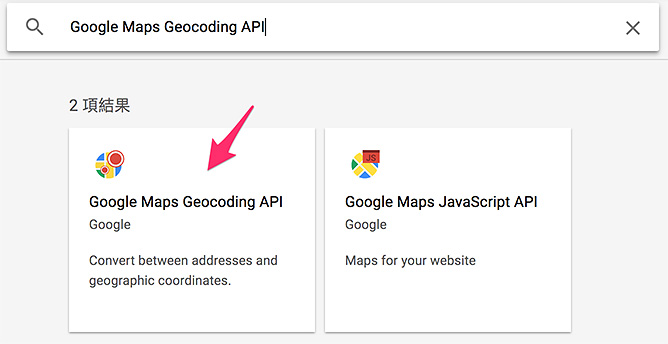 Google Maps Geocoding API
2 項結果
JS
Google Maps Geocoding API
Google
Convert between addresses and
geographic coordinates.
Google Maps JavaScript API
Google
Maps for your website